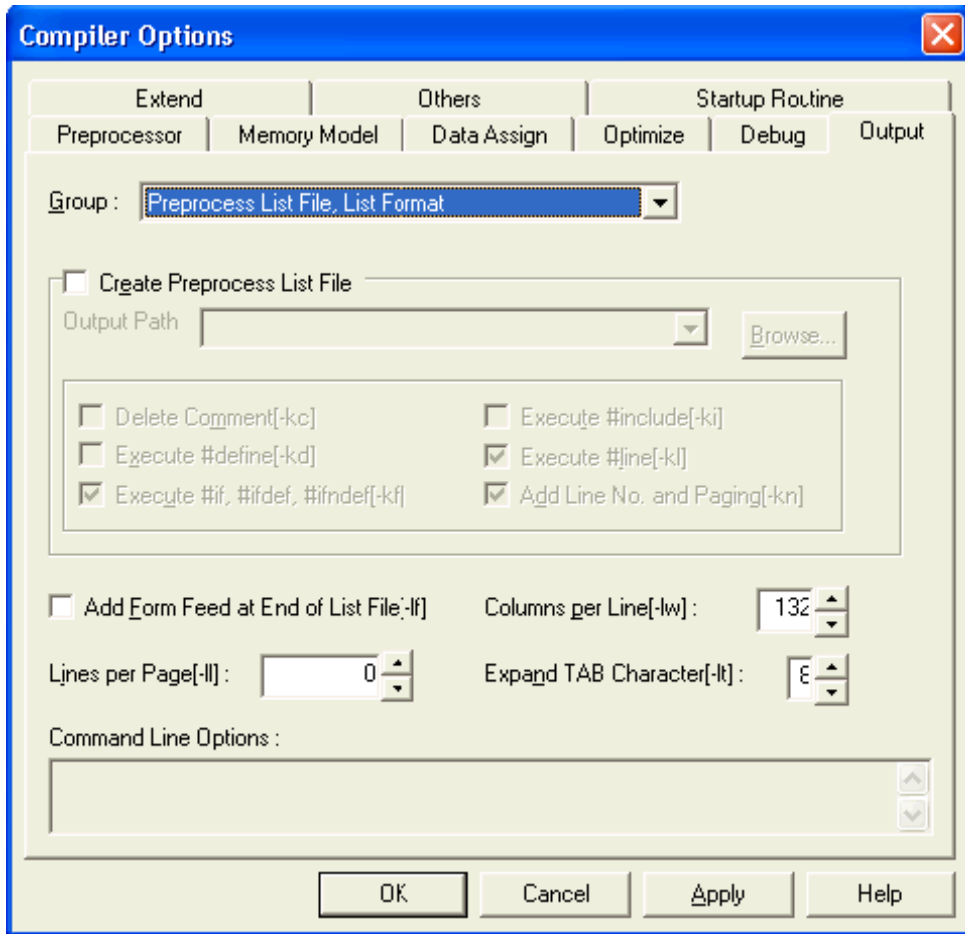 Compiler Options
Extend Others Startup Routine
Preprocessor Memory Model Data Assign Optimize Debug Output
Group : Preprocess List File, List Format
Create Preprocess List File
Output Path Browse...
Delete Comment[-kc] Execute #include[-ki]
Execute #define[-kd] Execute #line[-kl]
Execute #if, #ifdef, #ifndef[-kf] Add Line No. and Paging[-kn]
Add Form Feed at End of List File[-lf] Columns per Line[-lw] : 132
Lines per Page[-ll] : 0 Expand TAB Character[-lt] : 8
Command Line Options :
OK Cancel Apply Help